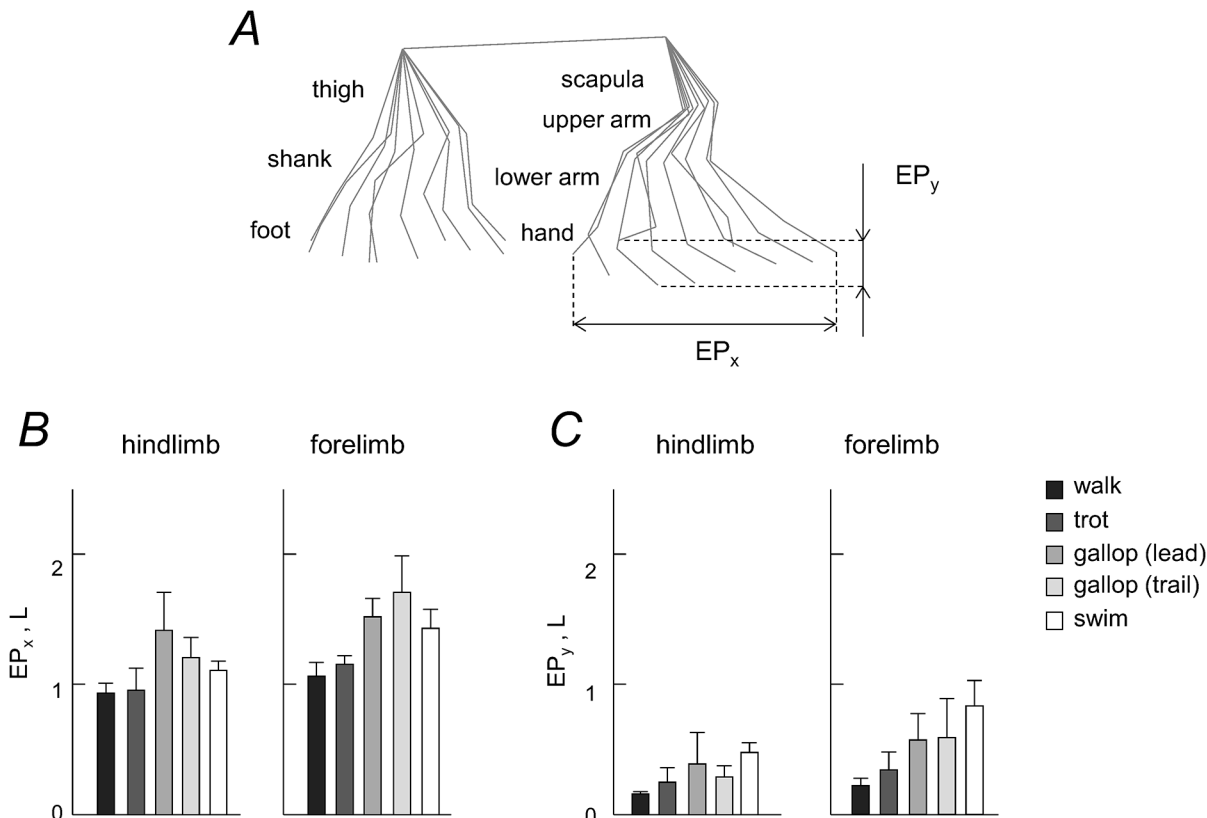 A
thigh
shank
foot
scapula
upper arm
lower arm
hand
EPy
EPx
B
hindlimb
forelimb
EPx , L
2
1
0
C
hindlimb
forelimb
EPy , L
2
1
0
walk
trot
gallop (lead)
gallop (trail)
swim